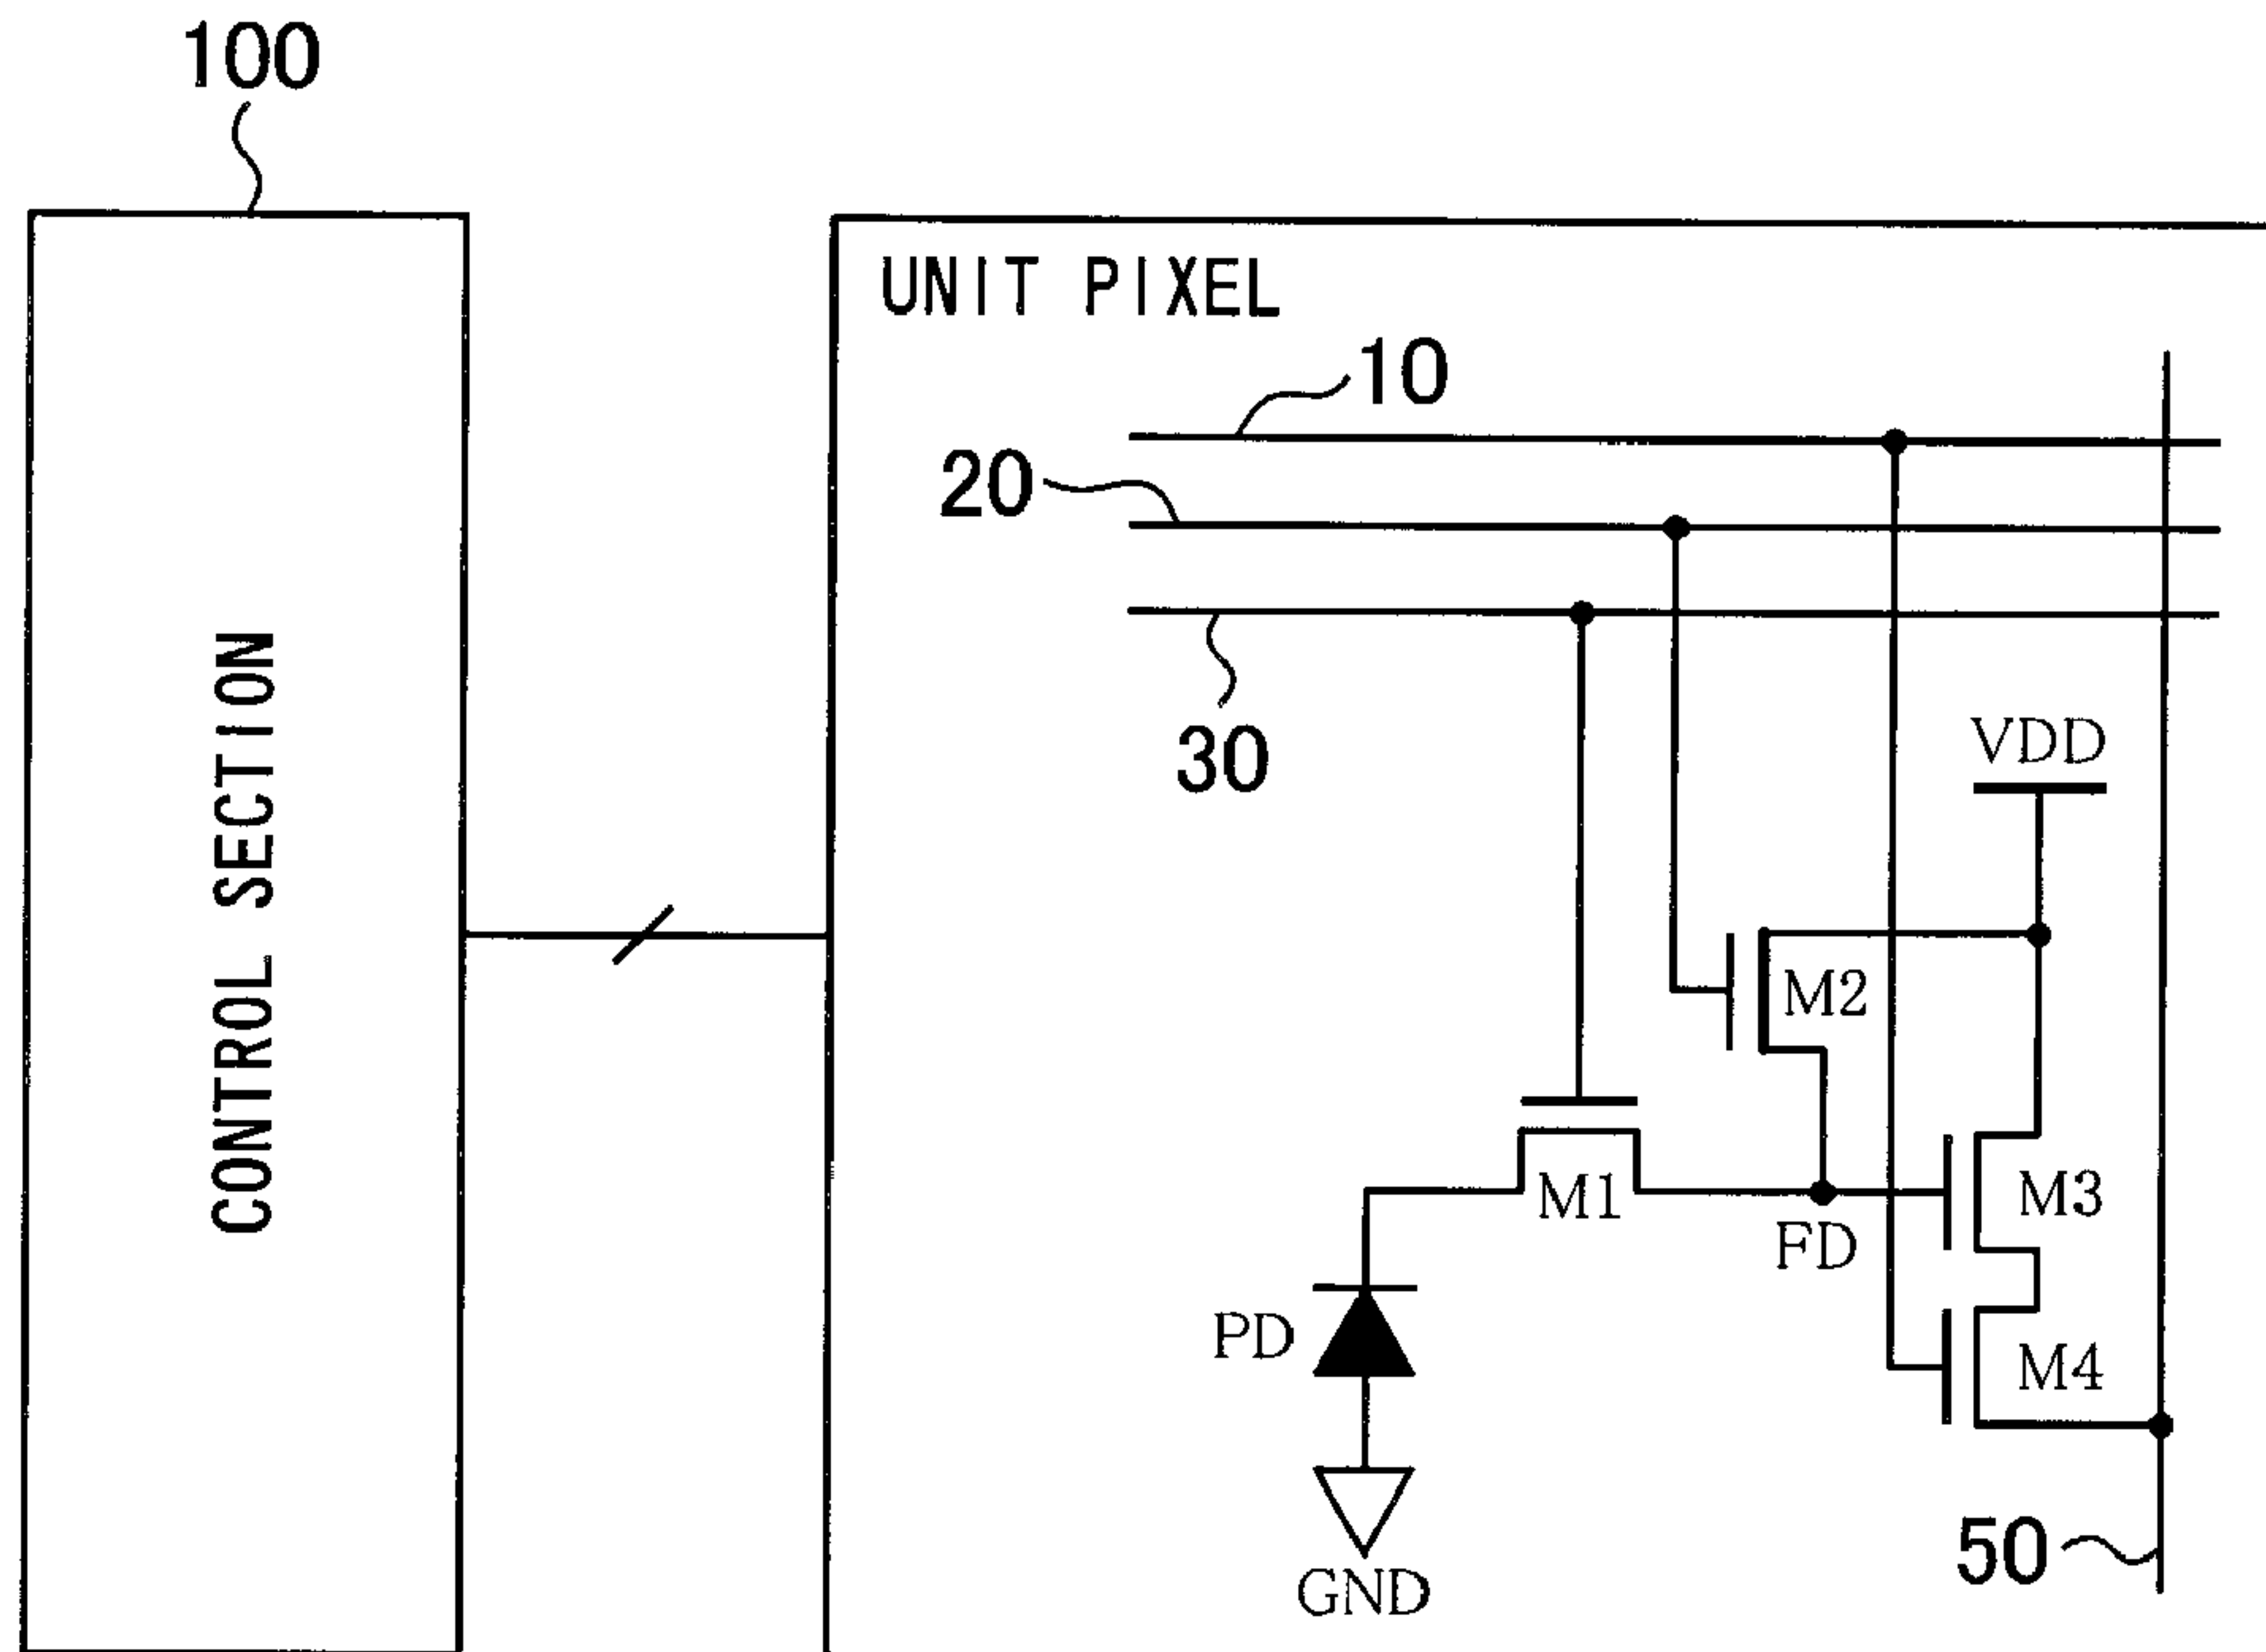 100
CONTROL SECTION
UNIT PIXEL
10
20
30
VDD
M2
M1
FD
M3
PD
M4
GND
50